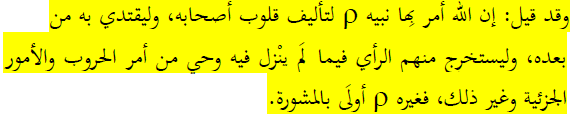 وقد قيل: إن الله أمر بِها نبيه ρ لتأليف قلوب أصحابه، وليقتدي به من
بعده، وليستخرج منهم الرأي فيما لَم ينْزل فيه وحي من أمر الحروب والأمور
الجزئية وغير ذلك، فغيره ρ أولَى بالمشورة.